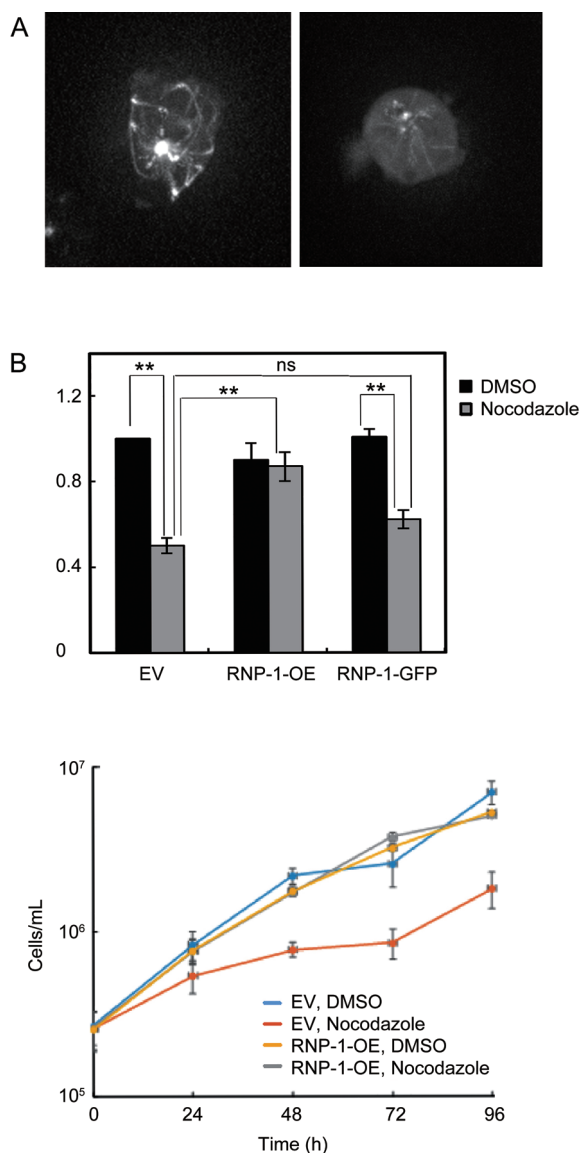 A
B
ns
**
**
**
DMSO
Nocodazole
1.2
0.8
0.4
0
EV
RNP-1-OE
RNP-1-GFP
10⁷
10⁶
10⁵
Cells/mL
EV, DMSO
EV, Nocodazole
RNP-1-OE, DMSO
RNP-1-OE, Nocodazole
0 24 48 72 96
Time (h)